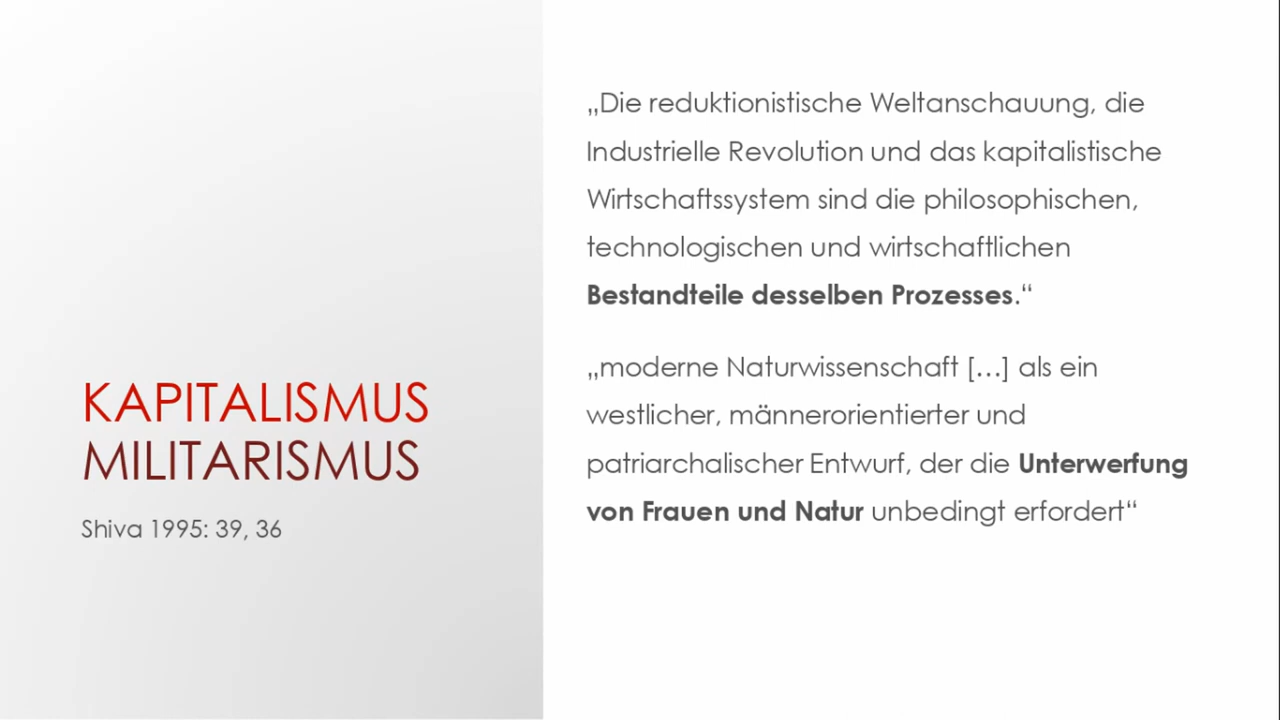 KAPITALISMUS
MILITARISMUS
Shiva 1995: 39, 36
„Die reduktionistische Weltanschauung, die
Industrielle Revolution und das kapitalistische
Wirtschaftssystem sind die philosophischen,
technologischen und wirtschaftlichen
Bestandteile desselben Prozesses.“
„moderne Naturwissenschaft […] als ein
westlicher, männerorientierter und
patriarchalischer Entwurf, der die Unterwerfung
von Frauen und Natur unbedingt erfordert“